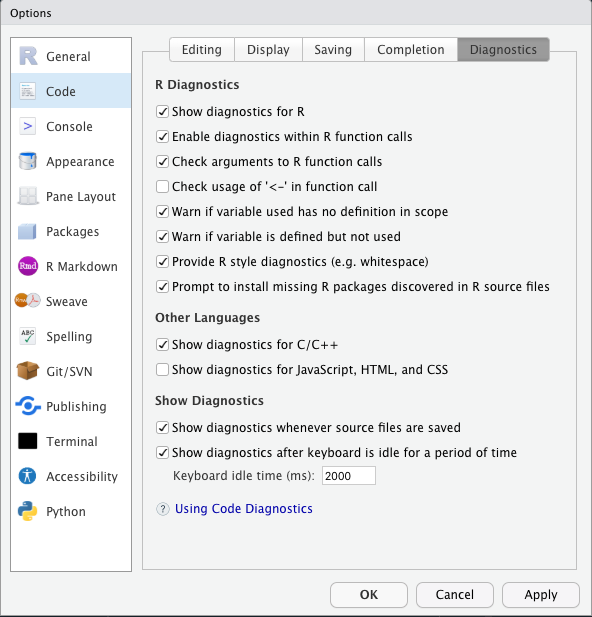 Options
General
Code
Console
Appearance
Pane Layout
Packages
Rmd R Markdown
Sweave
ABC Spelling
Git/SVN
Publishing
Terminal
Accessibility
Python
Editing Display Saving Completion Diagnostics
R Diagnostics
Show diagnostics for R
Enable diagnostics within R function calls
Check arguments to R function calls
Check usage of '<-' in function call
Warn if variable used has no definition in scope
Warn if variable is defined but not used
Provide R style diagnostics (e.g. whitespace)
Prompt to install missing R packages discovered in R source files
Other Languages
Show diagnostics for C/C++
Show diagnostics for JavaScript, HTML, and CSS
Show Diagnostics
Show diagnostics whenever source files are saved
Show diagnostics after keyboard is idle for a period of time
Keyboard idle time (ms): 2000
? Using Code Diagnostics
OK Cancel Apply